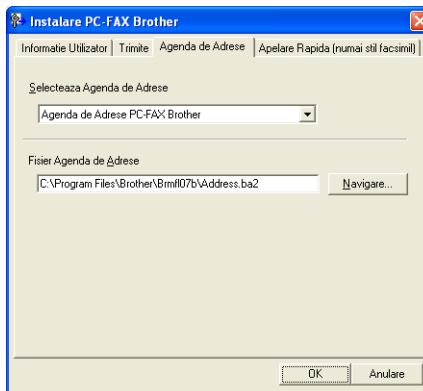 Instalare PC-FAX Brother
Informatie Utilizator Trimite Agenda de Adrese Apelare Rapida (numai stil facsimil)
Selecteaza Agenda de Adrese
Agenda de Adrese PC-FAX Brother
Fisier Agenda de Adrese
C:\Program Files\Brother\Brmfl07b\Address.ba2 Navigare...
OK Anulare